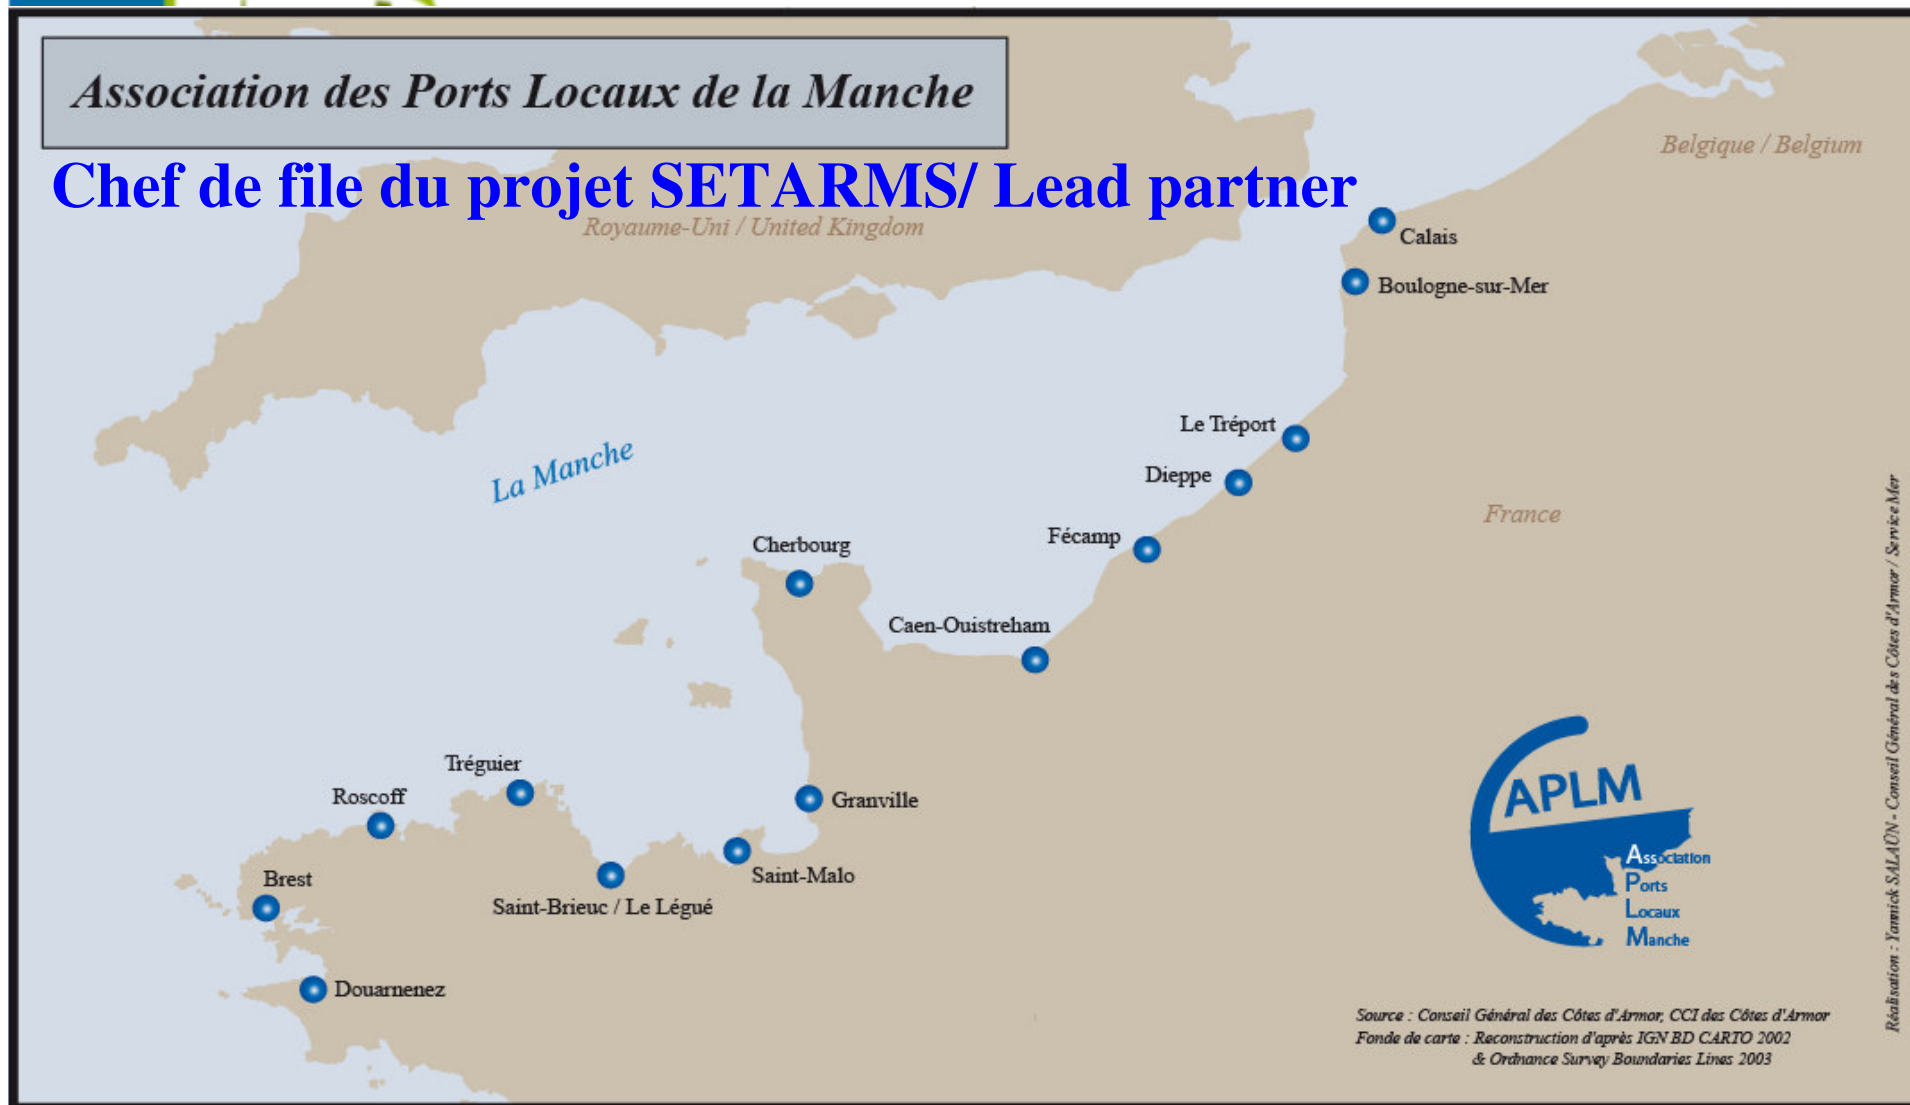 Association des Ports Locaux de la Manche
Chef de file du projet SETARMS/ Lead partner
Belgique / Belgium
Royaume-Uni / United Kingdom
Calais
Boulogne-sur-Mer
Le Tréport
La Manche
Dieppe
France
Fécamp
Cherbourg
Caen-Ouistreham
Tréguier
Roscoff
Granville
Saint-Malo
Brest
Saint-Brieuc / Le Légué
Douarnenez
APLM
Association
Ports
Locaux
Manche
Source : Conseil Général des Côtes d'Armor, CCI des Côtes d'Armor
Fonde de carte : Reconstruction d'après IGN BD CARTO 2002
& Ordnance Survey Boundaries Lines 2003
Réalisation : Yannick SALAÜN - Conseil Général des Côtes d'Armor / Service Mer